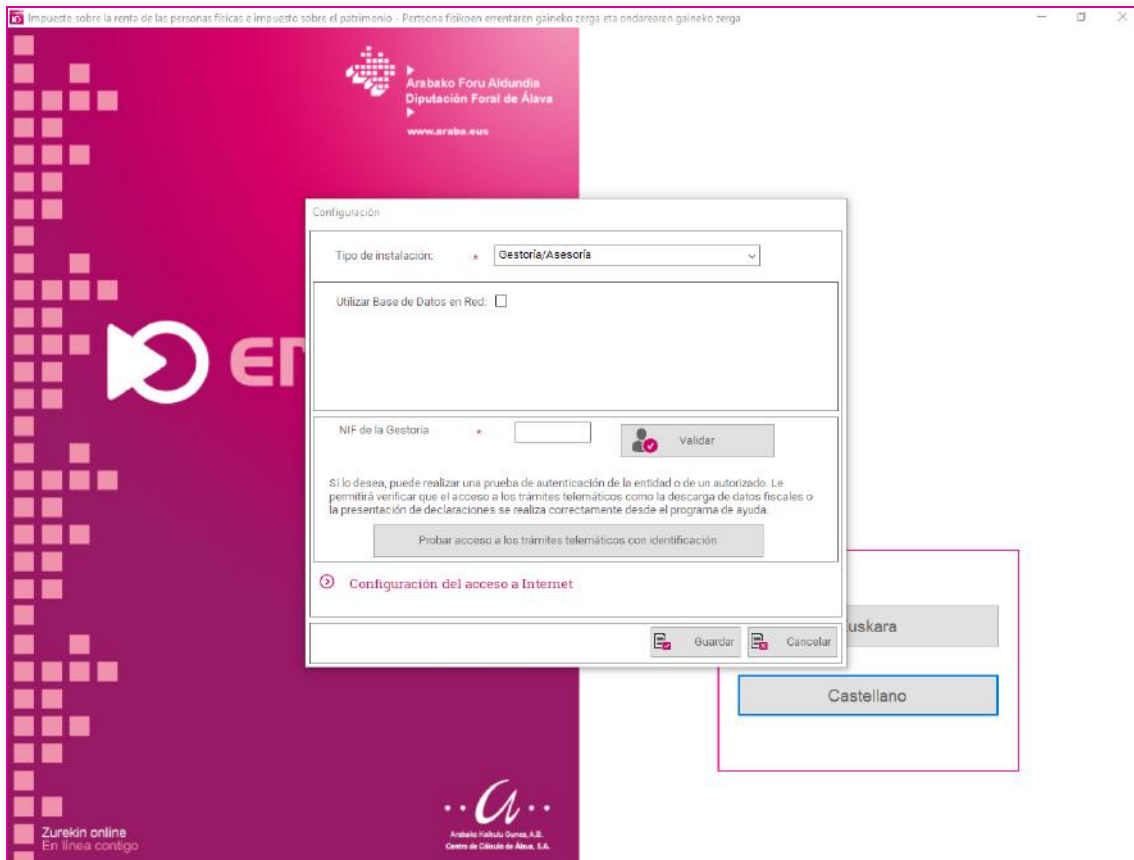 Impuesto sobre la renta de las personas físicas e impuesto sobre el patrimonio - Pertsona fisikoen errentaren gaineko zerga eta ondarearen gaineko zerga
Arabako Foru Aldundia
Diputación Foral de Álava
www.araba.eus
Configuración
Tipo de instalación: * Gestoría/Asesoría
Utilizar Base de Datos en Red:
NIF de la Gestoría * Validar
Si lo desea, puede realizar una prueba de autenticación de la entidad o de un autorizado. Le
permitirá verificar que el acceso a los trámites telemáticos como la descarga de datos fiscales o
la presentación de declaraciones se realiza correctamente desde el programa de ayuda.
Probar acceso a los trámites telemáticos con identificación
Configuración del acceso a Internet
Guardar Cancelar
uskara
Castellano
Zurekin online
En línea contigo
Arabako Kalkulu Gunea, A.B.
Centro de Cálculo de Álava, S.A.